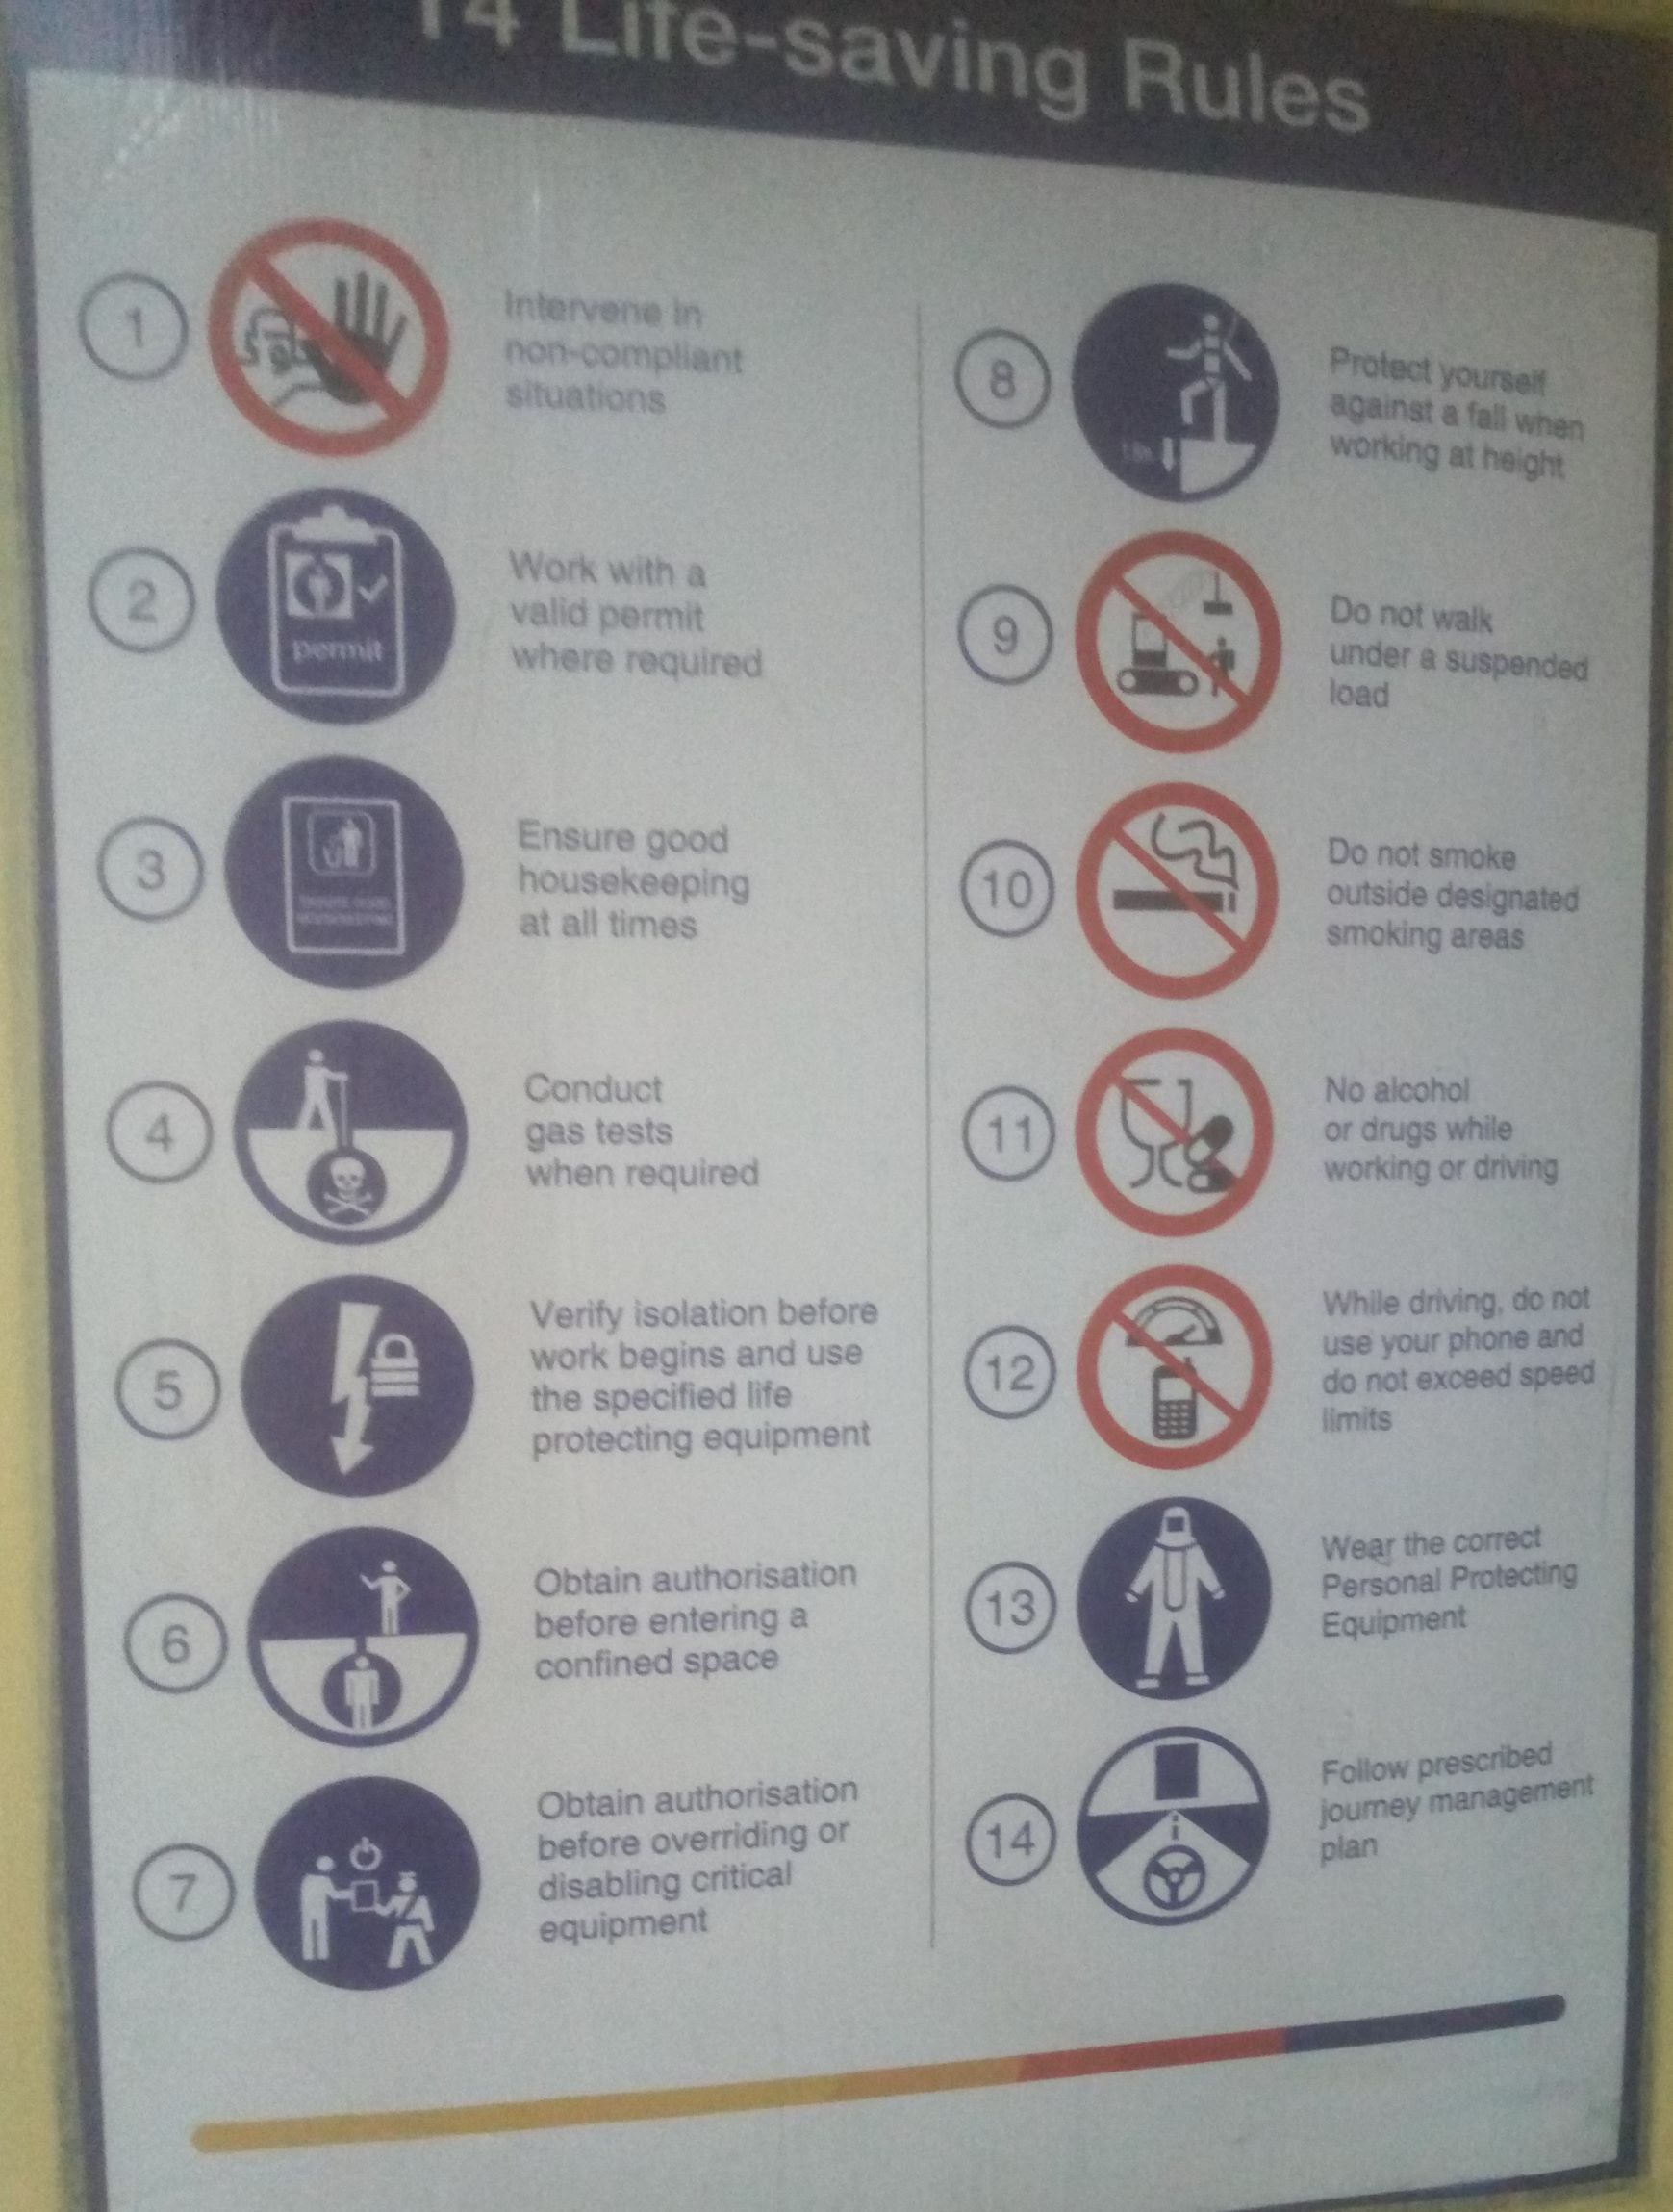 14 Life-saving Rules
1
Intervene in
non-compliant
situations
2
permit
Work with a
valid permit
where required
3
Ensure good
housekeeping
at all times
4
Conduct
gas tests
when required
5
Verify isolation before
work begins and use
the specified life
protecting equipment
6
Obtain authorisation
before entering a
confined space
7
Obtain authorisation
before overriding or
disabling critical
equipment
8
Protect yourself
against a fall when
working at height
9
Do not walk
under a suspended
load
10
Do not smoke
outside designated
smoking areas
11
No alcohol
or drugs while
working or driving
12
While driving, do not
use your phone and
do not exceed speed
limits
13
Wear the correct
Personal Protecting
Equipment
14
Follow prescribed
journey management
plan